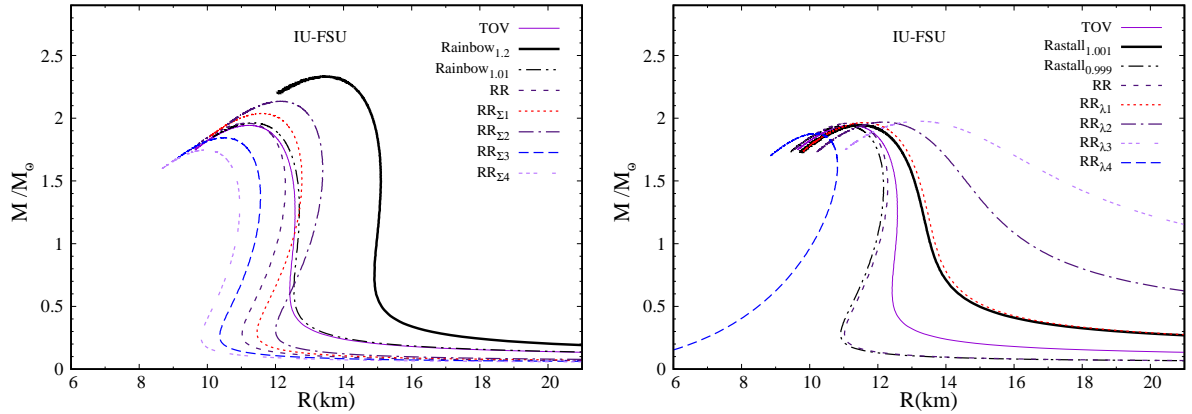 IU-FSU
TOV
Rainbow1.2
Rainbow1.01
RR
RRΣ1
RRΣ2
RRΣ3
RRΣ4
M /M⊙
0
0.5
1
1.5
2
2.5
6
8
10
12
14
16
18
20
R(km)
IU-FSU
TOV
Rastall1.001
Rastall0.999
RR
RRλ1
RRλ2
RRλ3
RRλ4
M /M⊙
0
0.5
1
1.5
2
2.5
6
8
10
12
14
16
18
20
R(km)